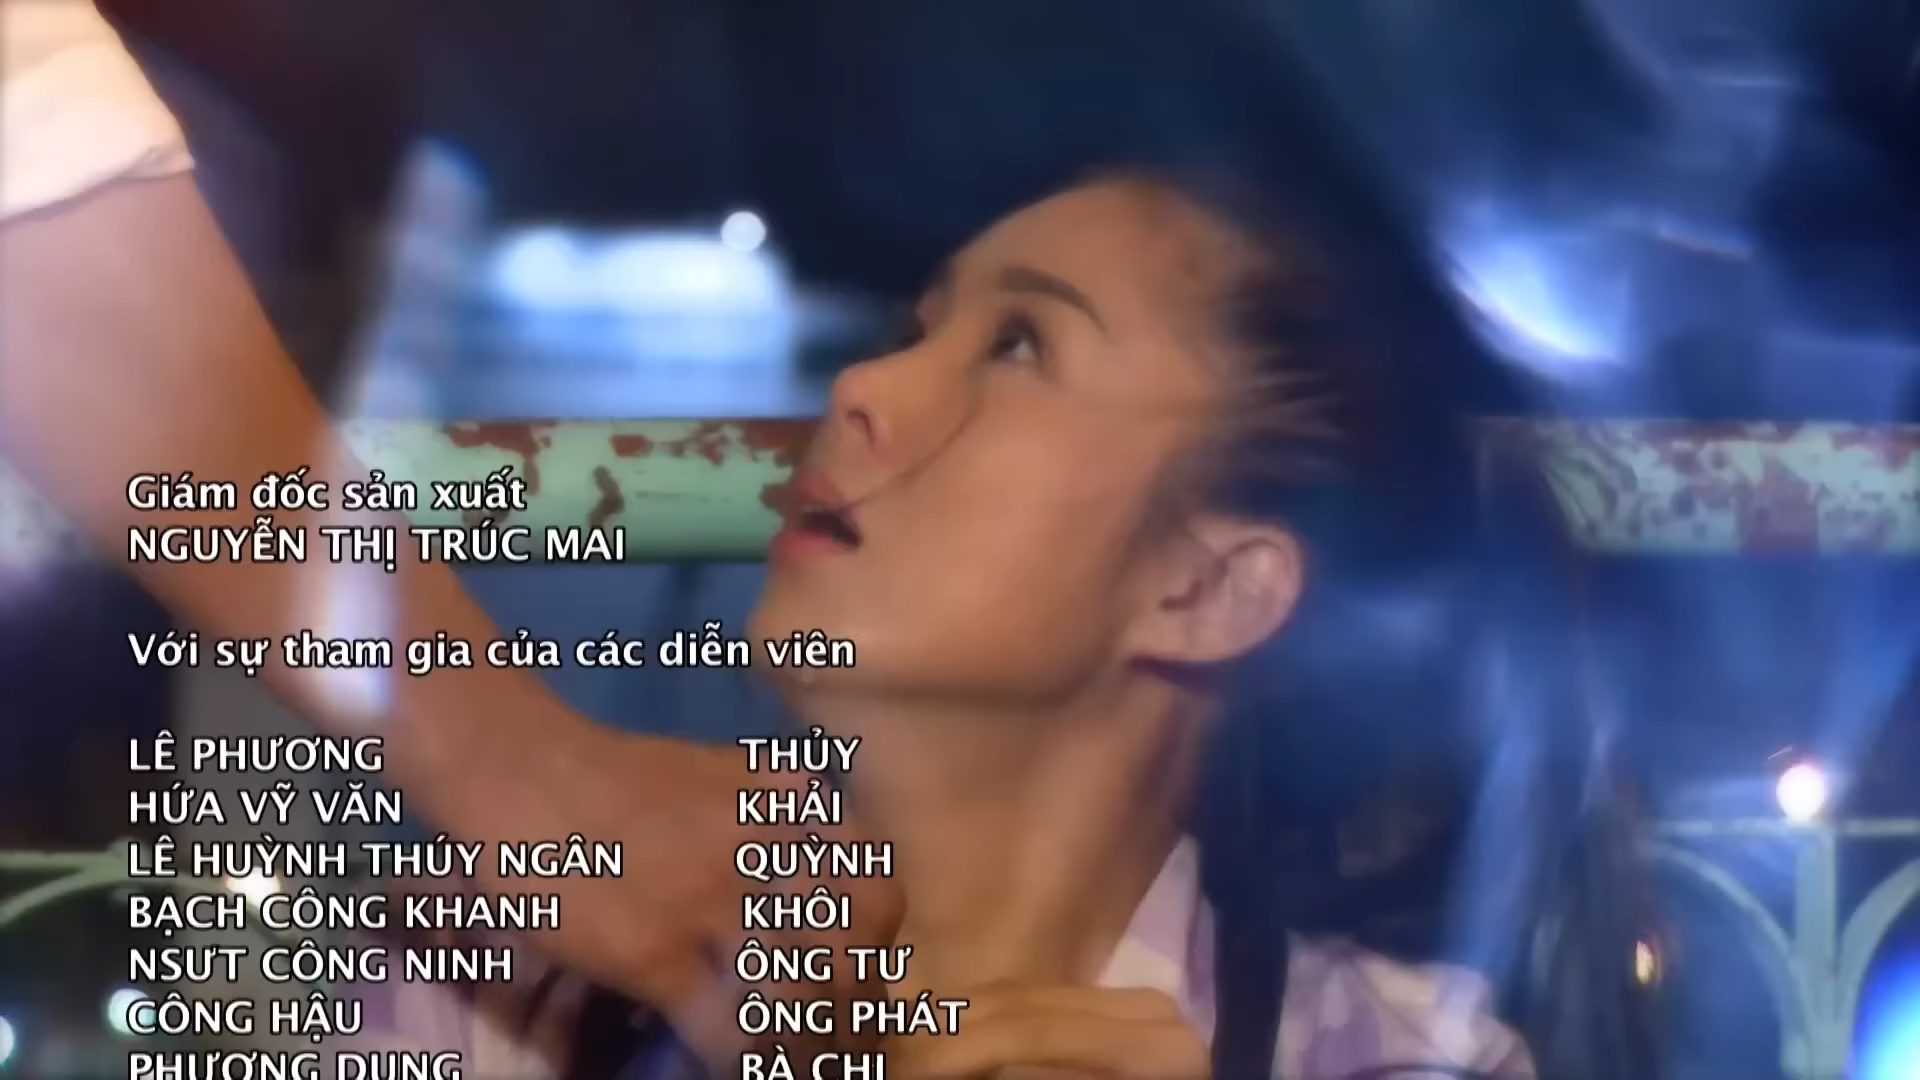 Giám đốc sản xuất
NGUYỄN THỊ TRÚC MAI
Với sự tham gia của các diễn viên
LÊ PHƯƠNG THỦY
HỨA VỸ VĂN KHẢI
LÊ HUỲNH THÚY NGÂN QUỲNH
BẠCH CÔNG KHANH KHÔI
NSƯT CÔNG NINH ÔNG TƯ
CÔNG HẬU ÔNG PHÁT
PHƯƠNG DUNG BÀ CHI